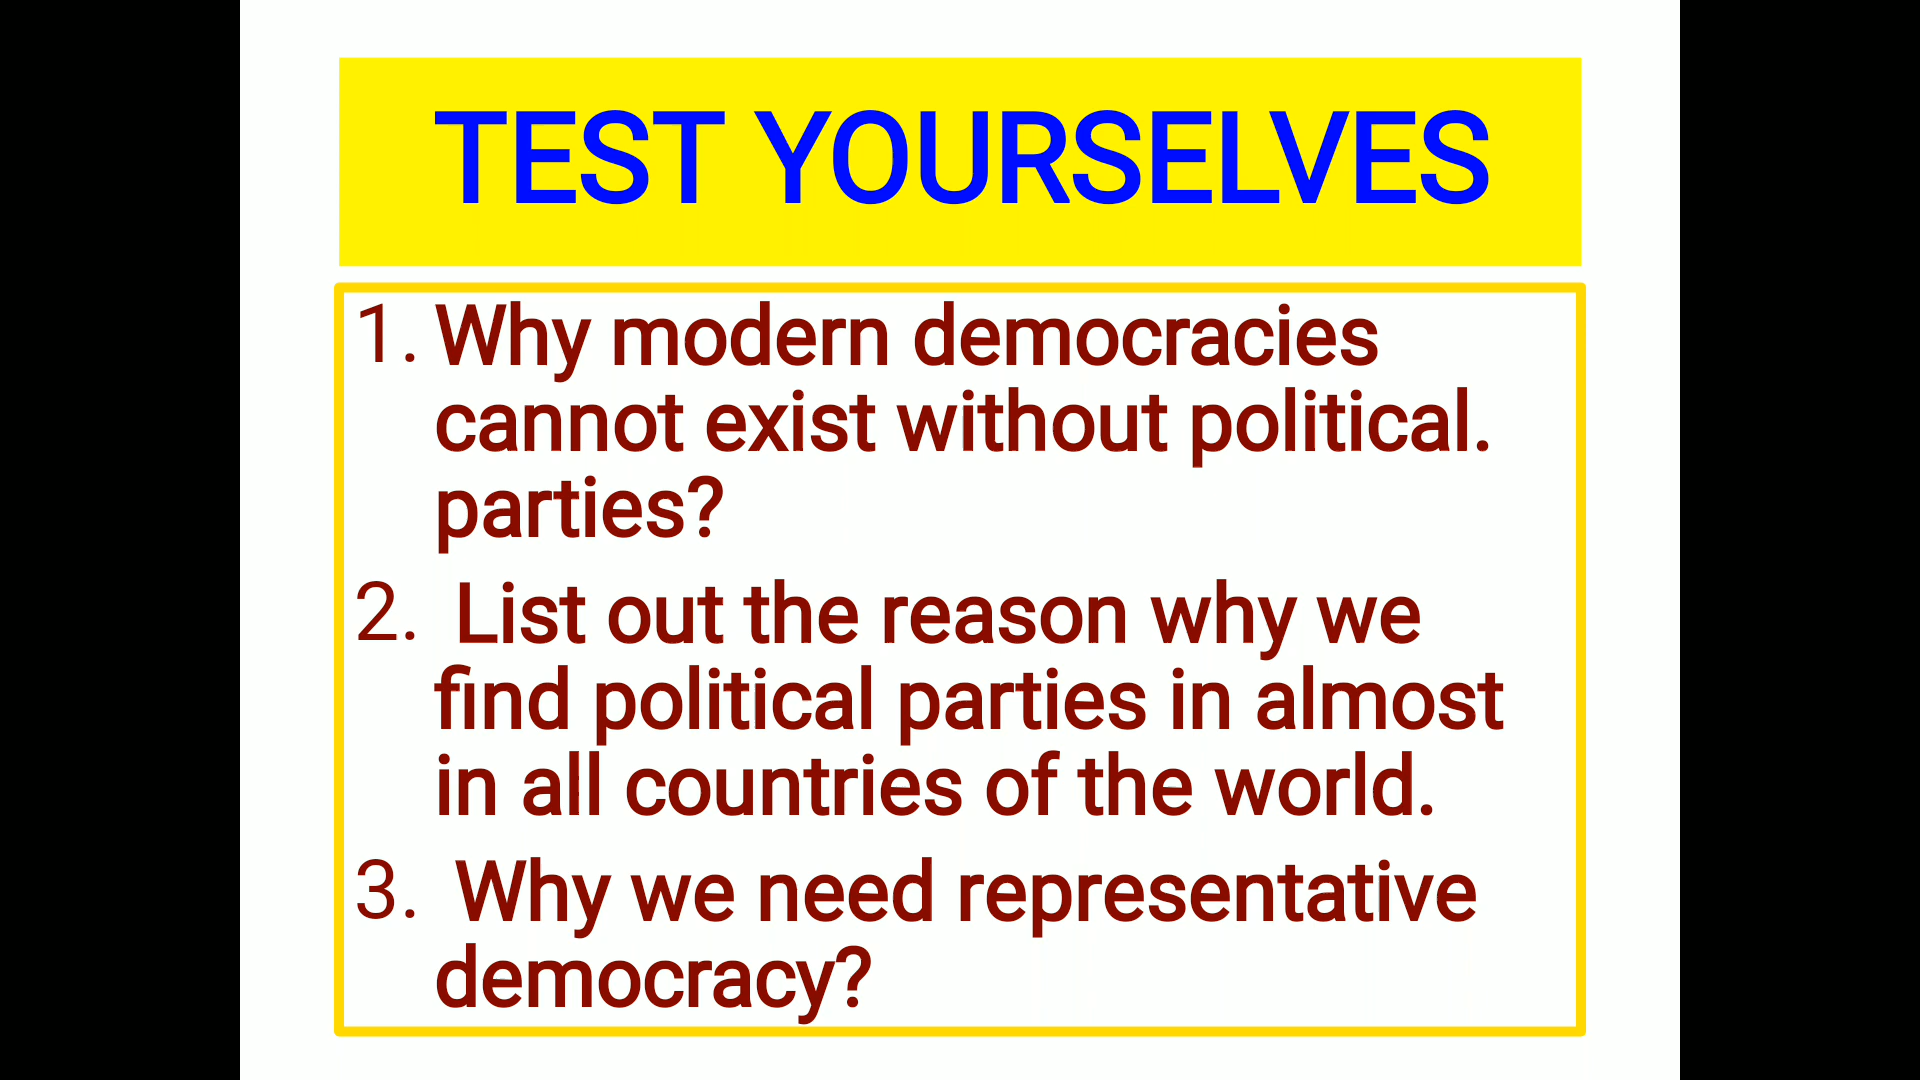 TEST YOURSELVES
1. Why modern democracies
cannot exist without political.
parties?
2. List out the reason why we
find political parties in almost
in all countries of the world.
3. Why we need representative
democracy?